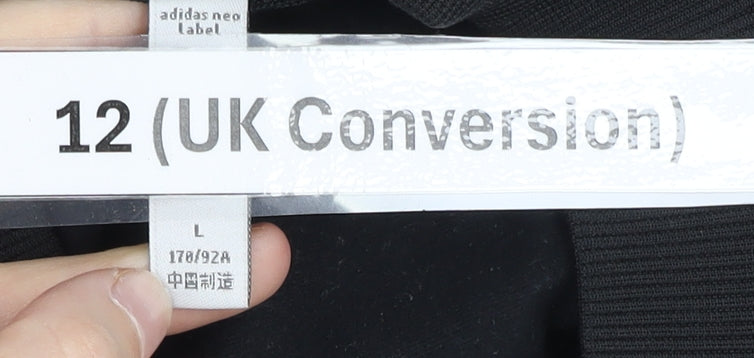 adidas neo
label
12 (UK Conversion)
L
170/92A
中国制造